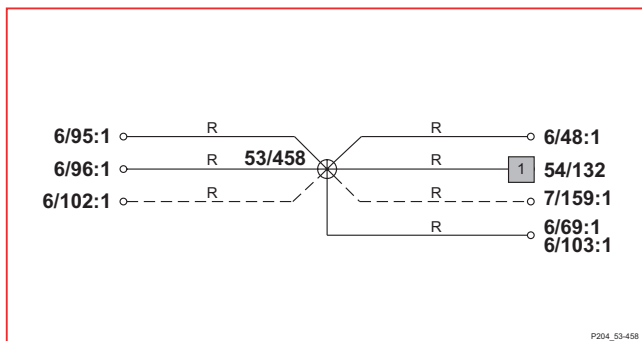 R R
6/95:1 6/48:1
R 53/458 R
6/96:1 1 54/132
R R
6/102:1 7/159:1
R 6/69:1
6/103:1
P204_53-458